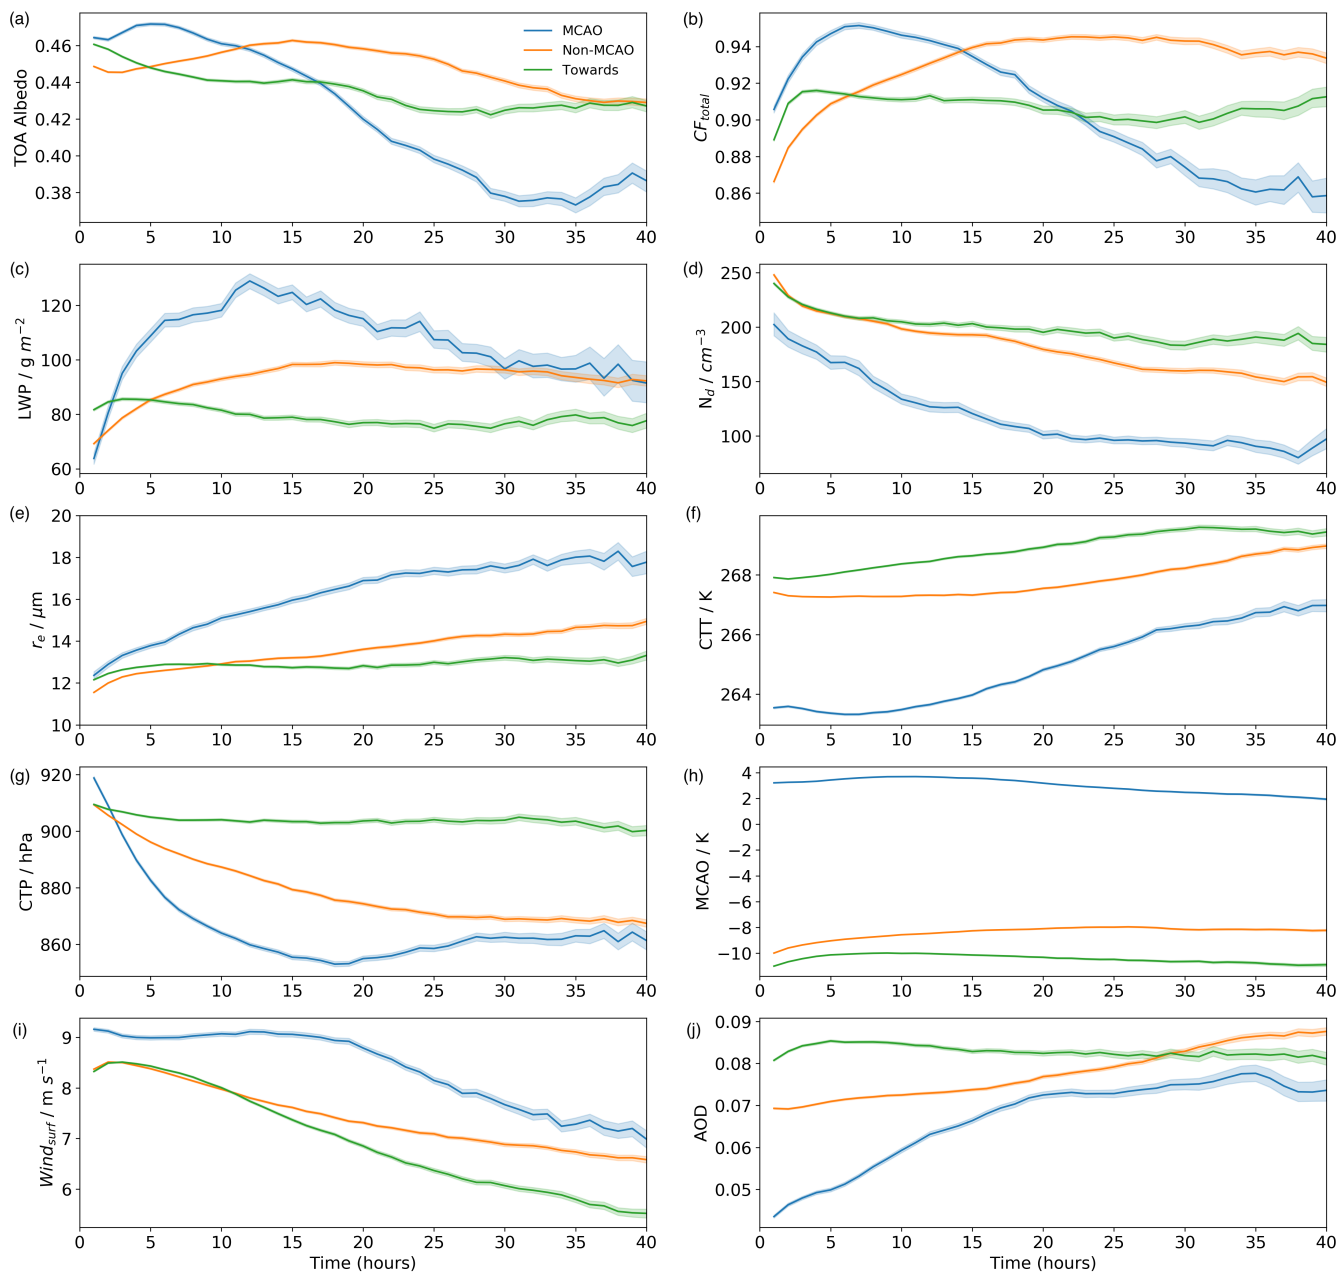 (a)
TOA Albedo
0.46
0.44
0.42
0.40
0.38
MCAO
Non-MCAO
Towards
0 5 10 15 20 25 30 35 40
(b)
CF_total
0.94
0.92
0.90
0.88
0.86
0 5 10 15 20 25 30 35 40
(c)
LWP / g m⁻²
120
100
80
60
0 5 10 15 20 25 30 35 40
(d)
N_d / cm⁻³
250
200
150
100
0 5 10 15 20 25 30 35 40
(e)
r_e / μm
20
18
16
14
12
10
0 5 10 15 20 25 30 35 40
(f)
CTT / K
268
266
264
0 5 10 15 20 25 30 35 40
(g)
CTP / hPa
920
900
880
860
0 5 10 15 20 25 30 35 40
(h)
MCAO / K
4
2
0
−2
−4
−6
−8
−10
0 5 10 15 20 25 30 35 40
(i)
Wind_surf / m s⁻¹
9
8
7
6
0 5 10 15 20 25 30 35 40
Time (hours)
(j)
AOD
0.09
0.08
0.07
0.06
0.05
0 5 10 15 20 25 30 35 40
Time (hours)